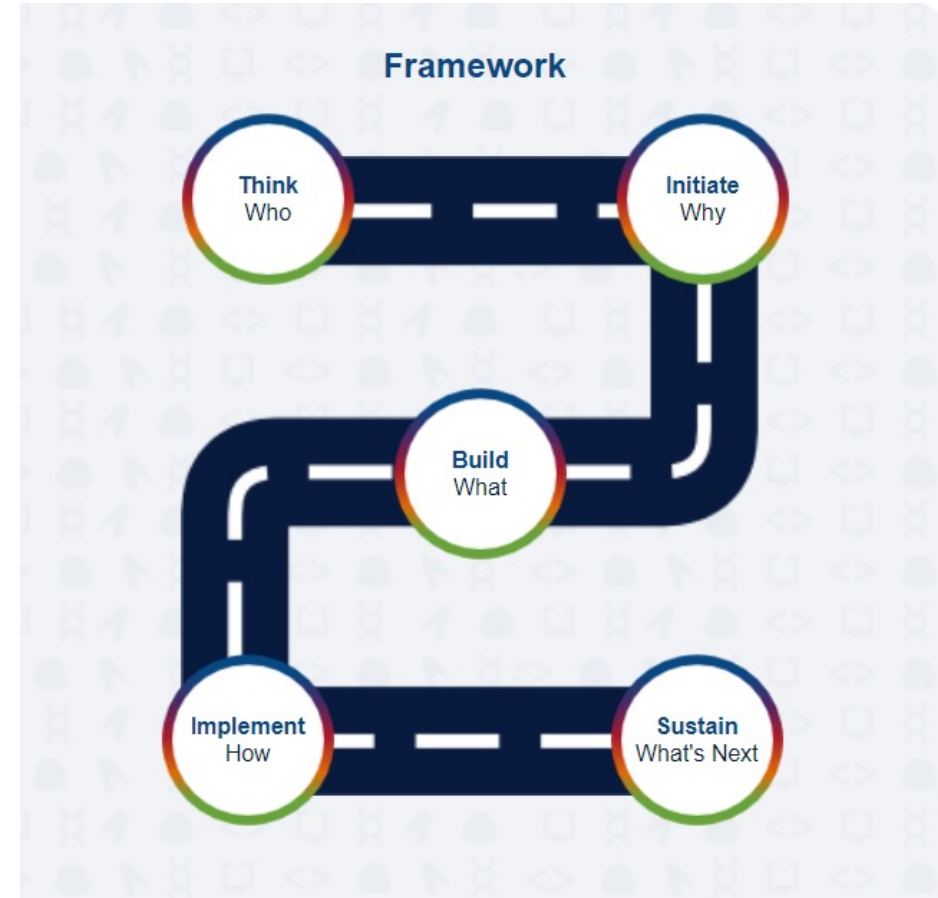 Framework
Think
Who
Initiate
Why
Build
What
Implement
How
Sustain
What's Next